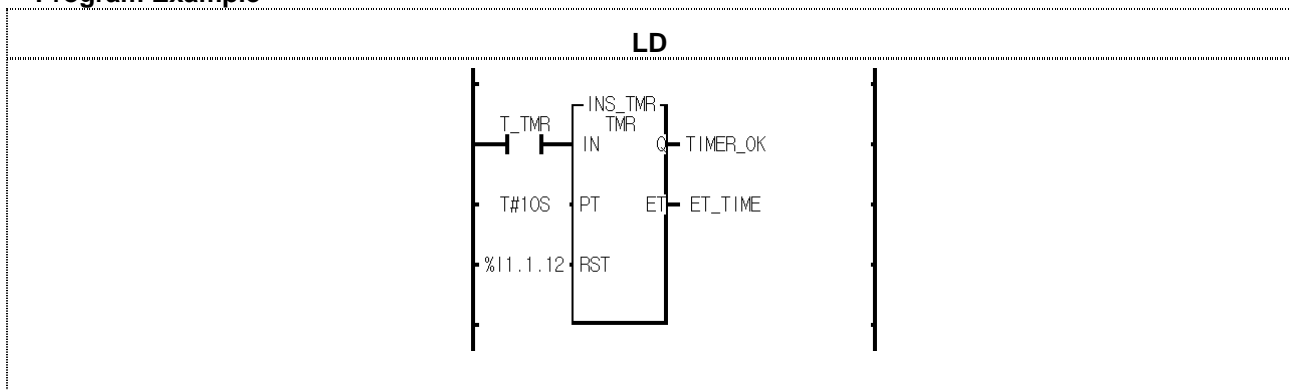 Program Example
LD
INS_TMR
T_TMR TMR
IN Q TIMER_OK
T#10S PT ET ET_TIME
%I1.1.12 RST